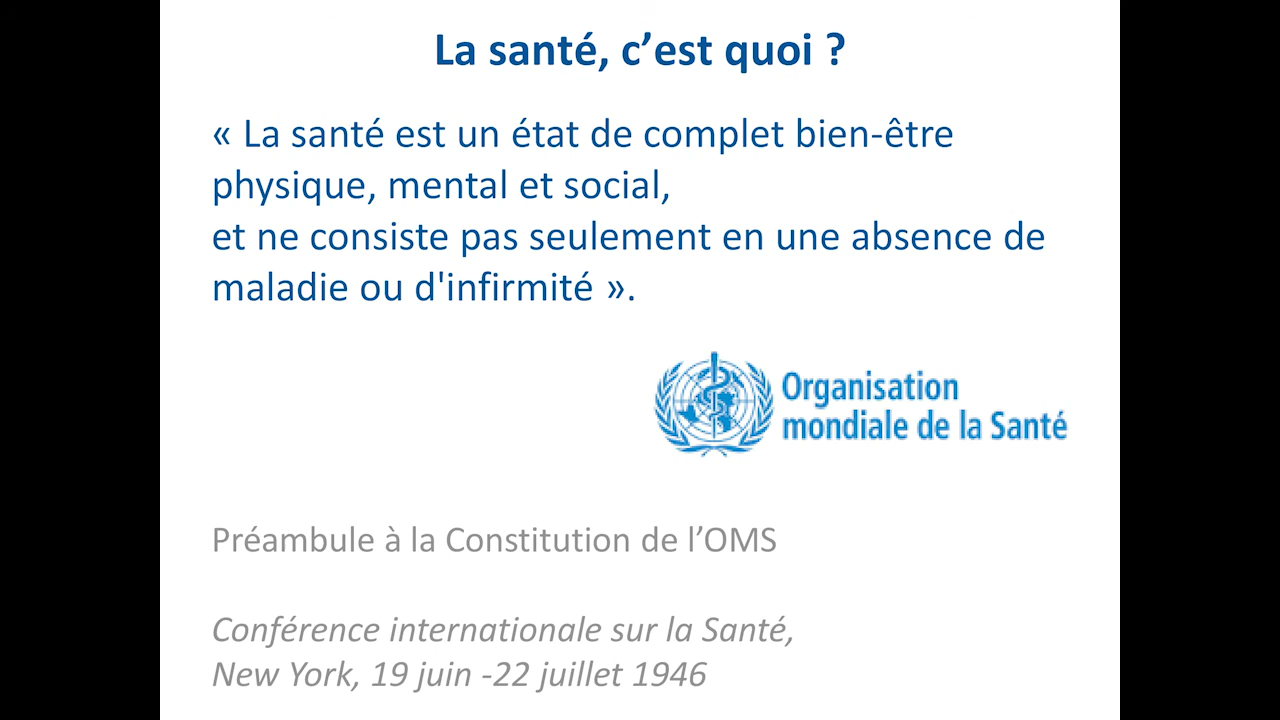 La santé, c’est quoi ?
« La santé est un état de complet bien-être
physique, mental et social,
et ne consiste pas seulement en une absence de
maladie ou d'infirmité ».
Organisation
mondiale de la Santé
Préambule à la Constitution de l’OMS
Conférence internationale sur la Santé,
New York, 19 juin -22 juillet 1946